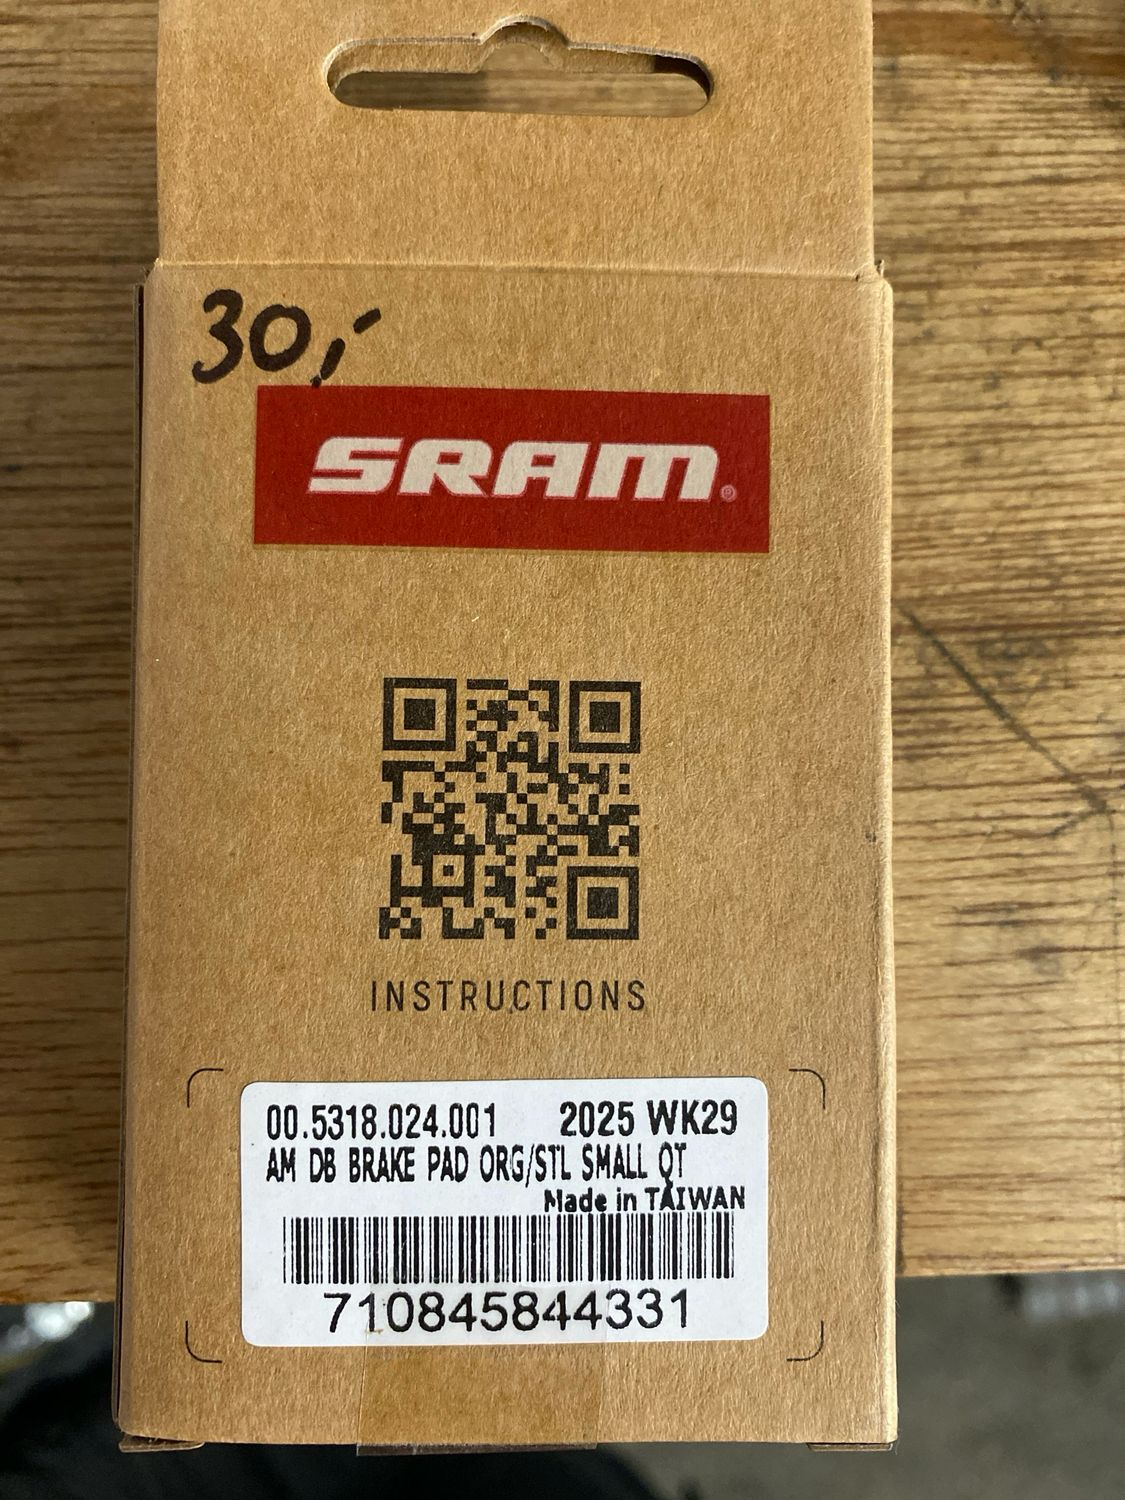 30,-
SRAM®
INSTRUCTIONS
00.5318.024.001 2025 WK29
AM DB BRAKE PAD ORG/STL SMALL QT
Made in TAIWAN
710845844331